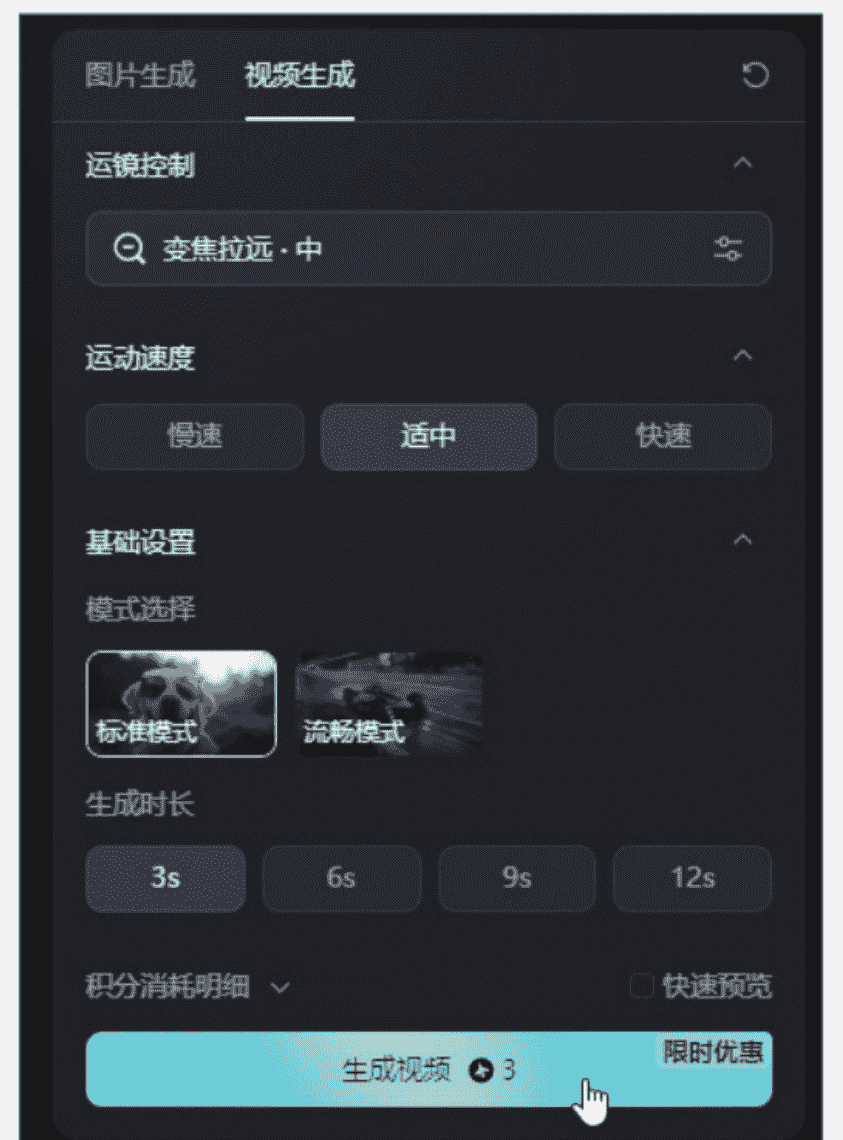 图片生成 视频生成
运镜控制
变焦拉远 · 中
运动速度
慢速 适中 快速
基础设置
模式选择
标准模式 流畅模式
生成时长
3s 6s 9s 12s
积分消耗明细 快速预览
限时优惠
生成视频 3